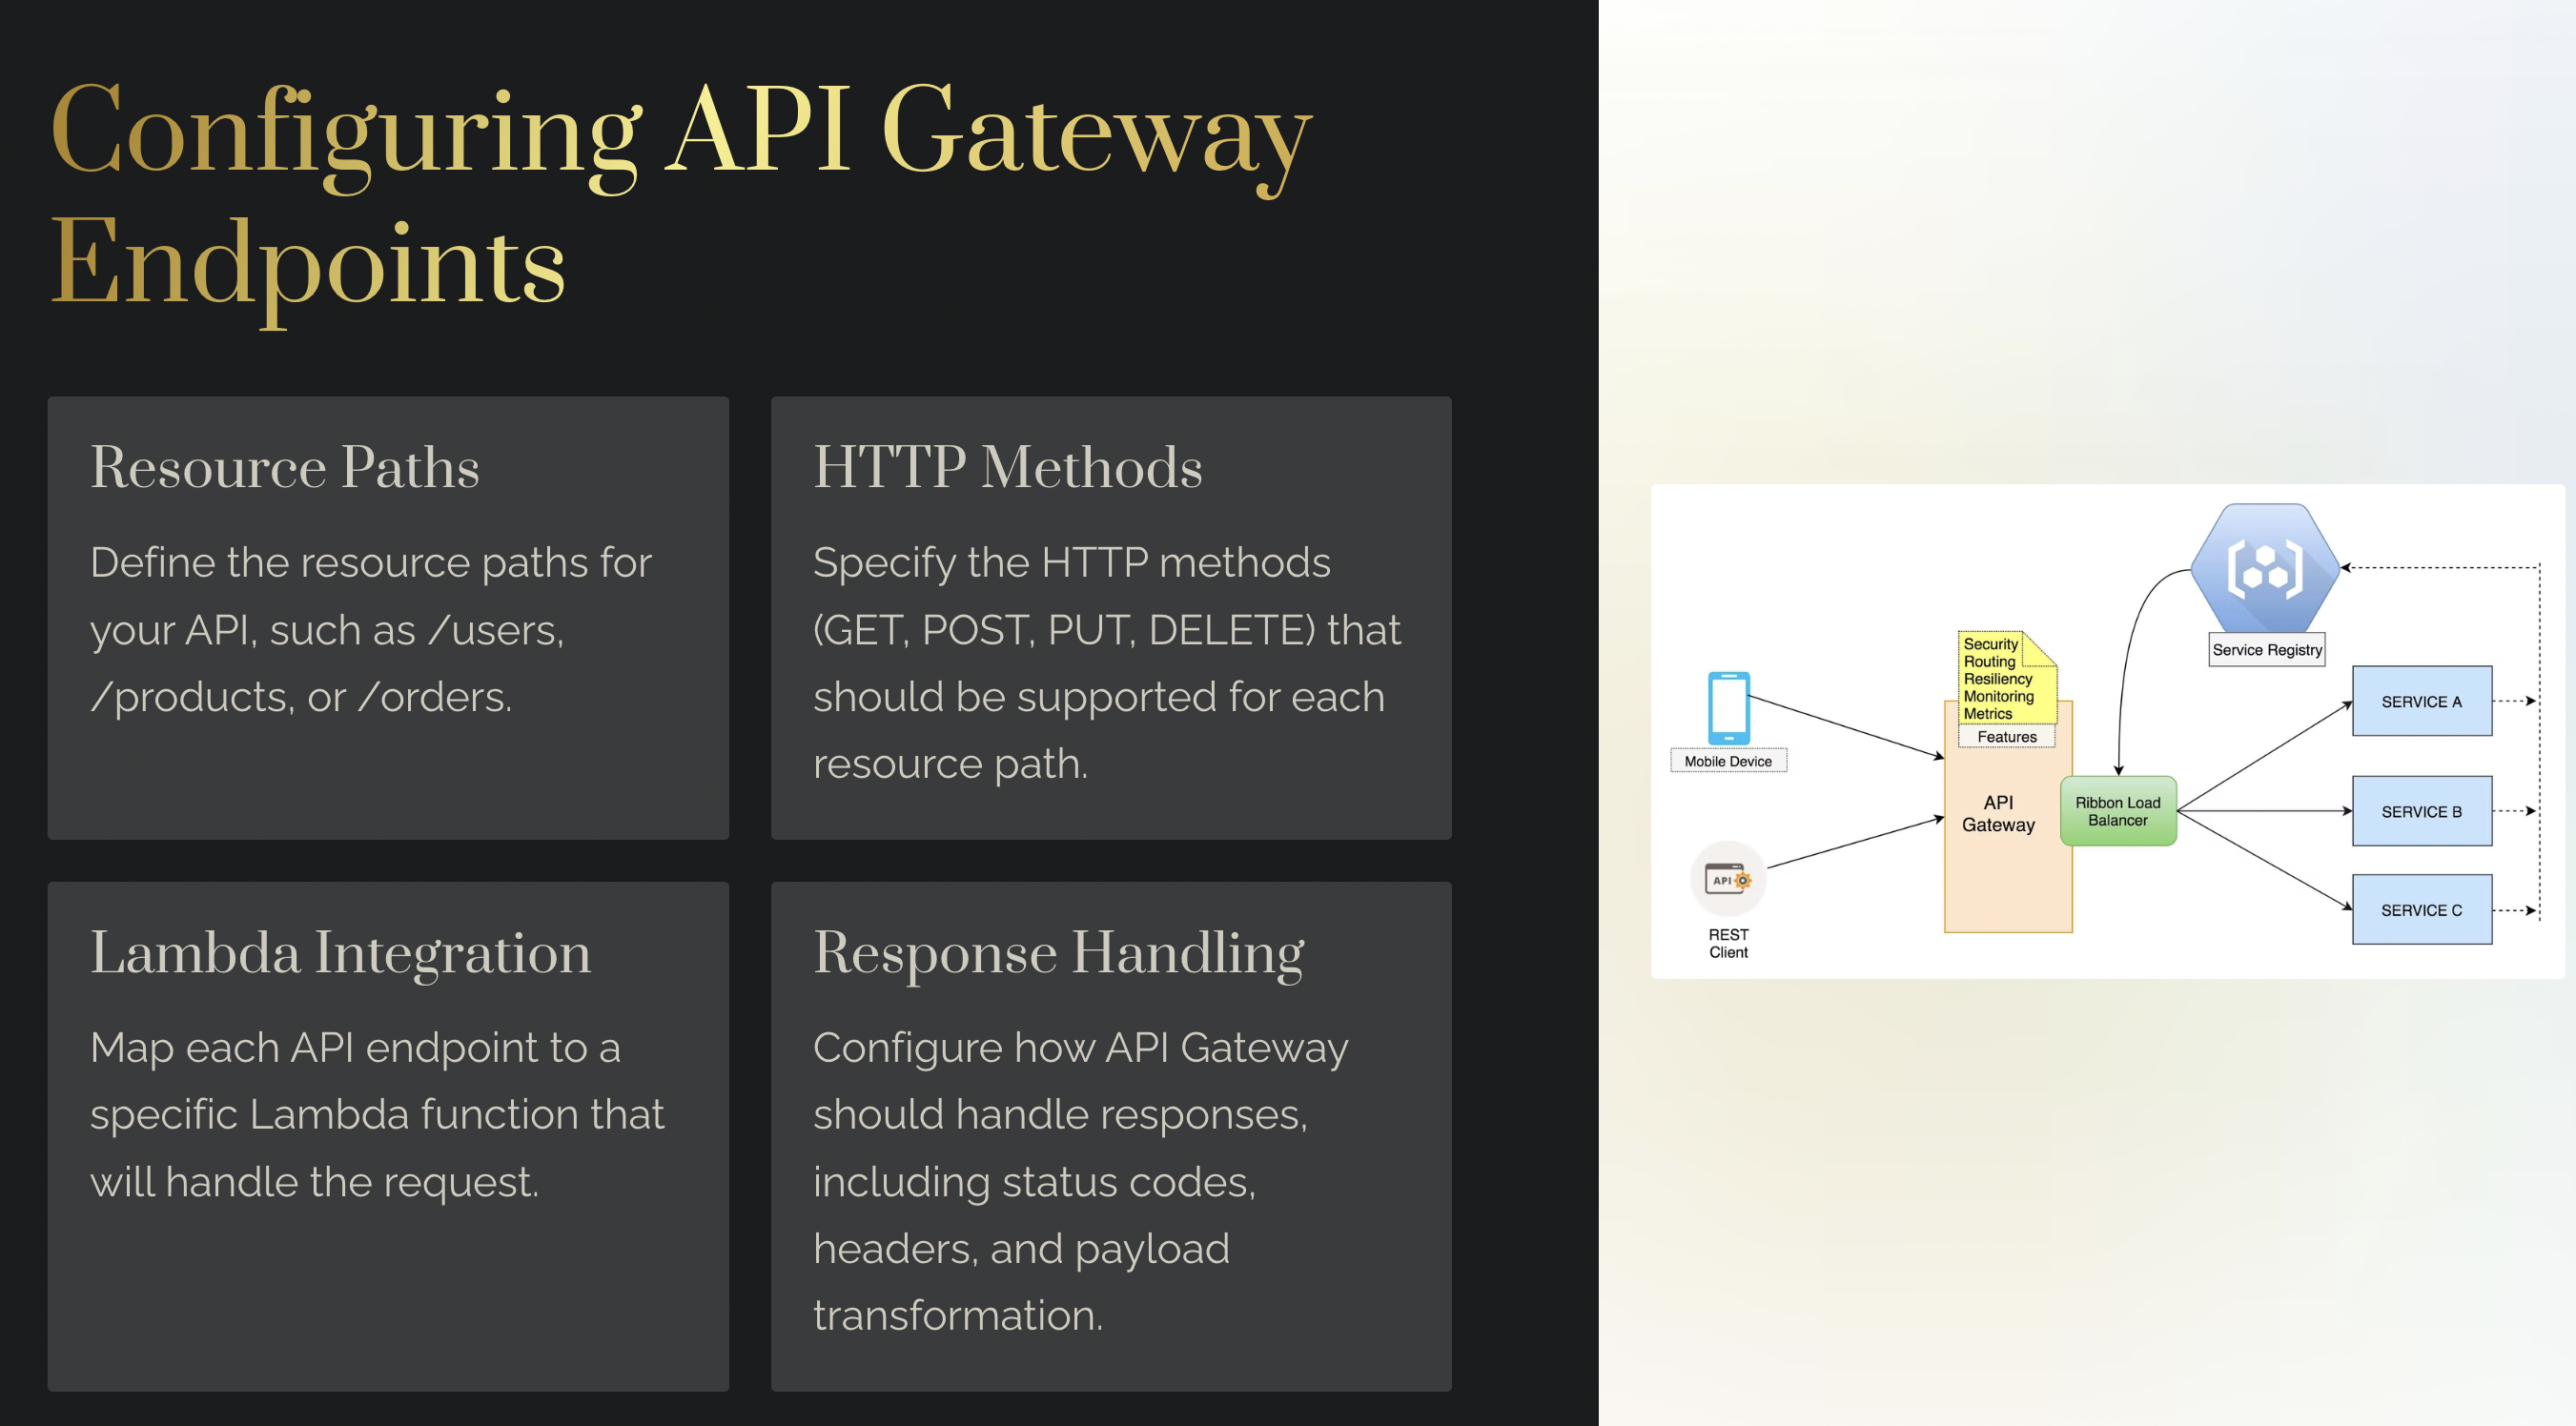 Configuring API Gateway
Endpoints
Resource Paths
Define the resource paths for
your API, such as /users,
/products, or /orders.
HTTP Methods
Specify the HTTP methods
(GET, POST, PUT, DELETE) that
should be supported for each
resource path.
Lambda Integration
Map each API endpoint to a
specific Lambda function that
will handle the request.
Response Handling
Configure how API Gateway
should handle responses,
including status codes,
headers, and payload
transformation.
Mobile Device
API
REST
Client
Security
Routing
Resiliency
Monitoring
Metrics
Features
API
Gateway
Ribbon Load
Balancer
Service Registry
SERVICE A
SERVICE B
SERVICE C